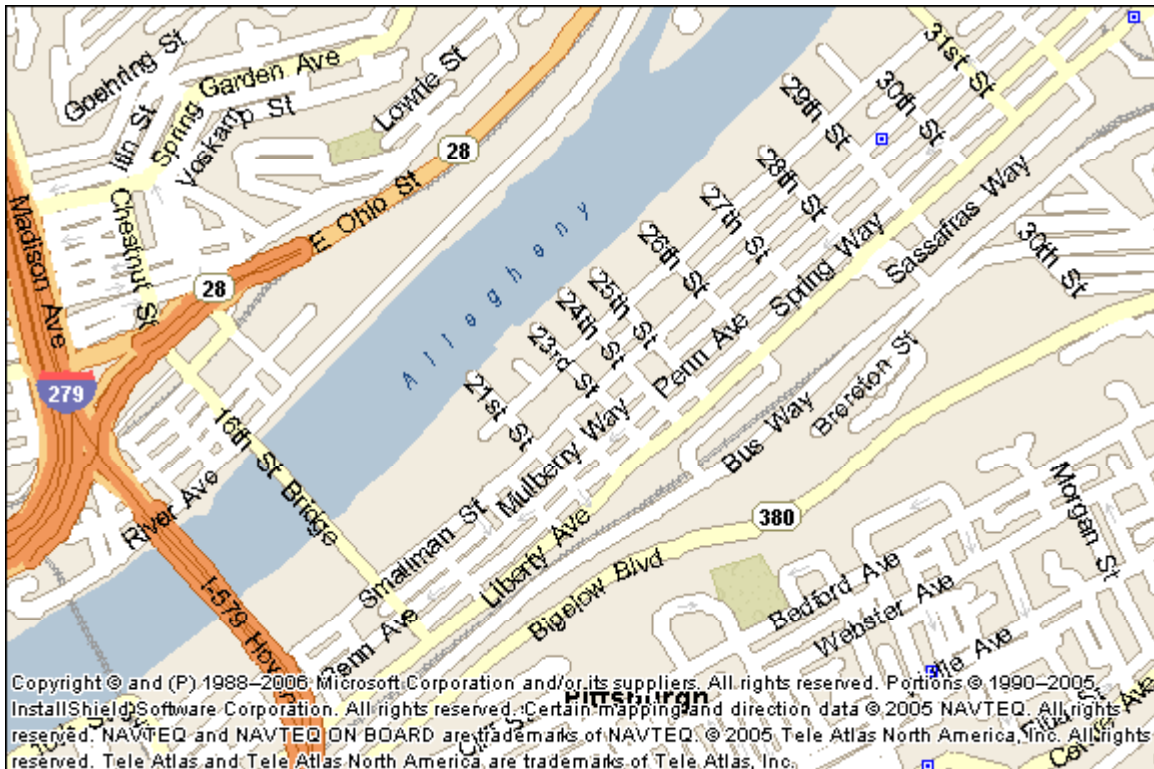 Goehring St
Itin St
Spring Garden Ave
Voskamp St
Lowrie St
28
E Ohio St
Madison Ave
Chestnut St
28
279
16th St Bridge
River Ave
I-579 Hov
Allegheny
31st St
30th St
29th St
28th St
27th St
26th St
25th St
24th St
23rd St
21st St
Spring Way
Sassafras Way
30th St
Penn Ave
Mulberry Way
Smallman St
Liberty Ave
Bus Way
Brereton St
380
Bigelow Blvd
Morgan St
Bedford Ave
Webster Ave
Penn Ave
Pittsburgh
Copyright © and (P) 1988–2006 Microsoft Corporation and/or its suppliers. All rights reserved. Portions © 1990–2005
InstallShield Software Corporation. All rights reserved. Certain mapping and direction data © 2005 NAVTEQ. All rights
reserved. NAVTEQ and NAVTEQ ON BOARD are trademarks of NAVTEQ. © 2005 Tele Atlas North America, Inc. All rights
reserved. Tele Atlas and Tele Atlas North America are trademarks of Tele Atlas, Inc.